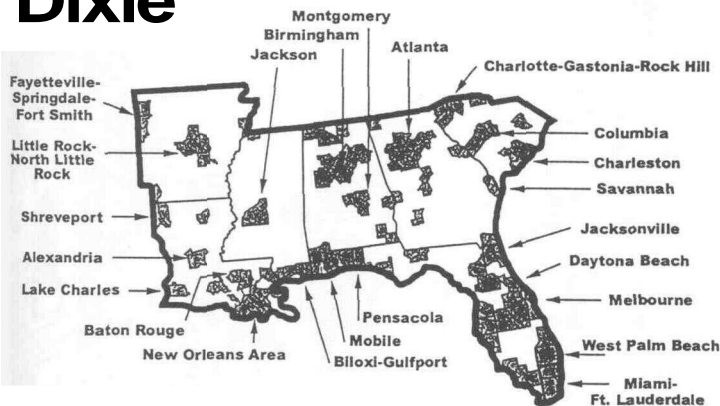 Dixie
Montgomery
Birmingham
Jackson
Atlanta
Charlotte-Gastonia-Rock Hill
Fayetteville-
Springdale-
Fort Smith
Little Rock-
North Little
Rock
Shreveport
Alexandria
Lake Charles
Baton Rouge
New Orleans Area
Columbia
Charleston
Savannah
Jacksonville
Daytona Beach
Melbourne
West Palm Beach
Miami-
Ft. Lauderdale
Pensacola
Mobile
Biloxi-Gulfport